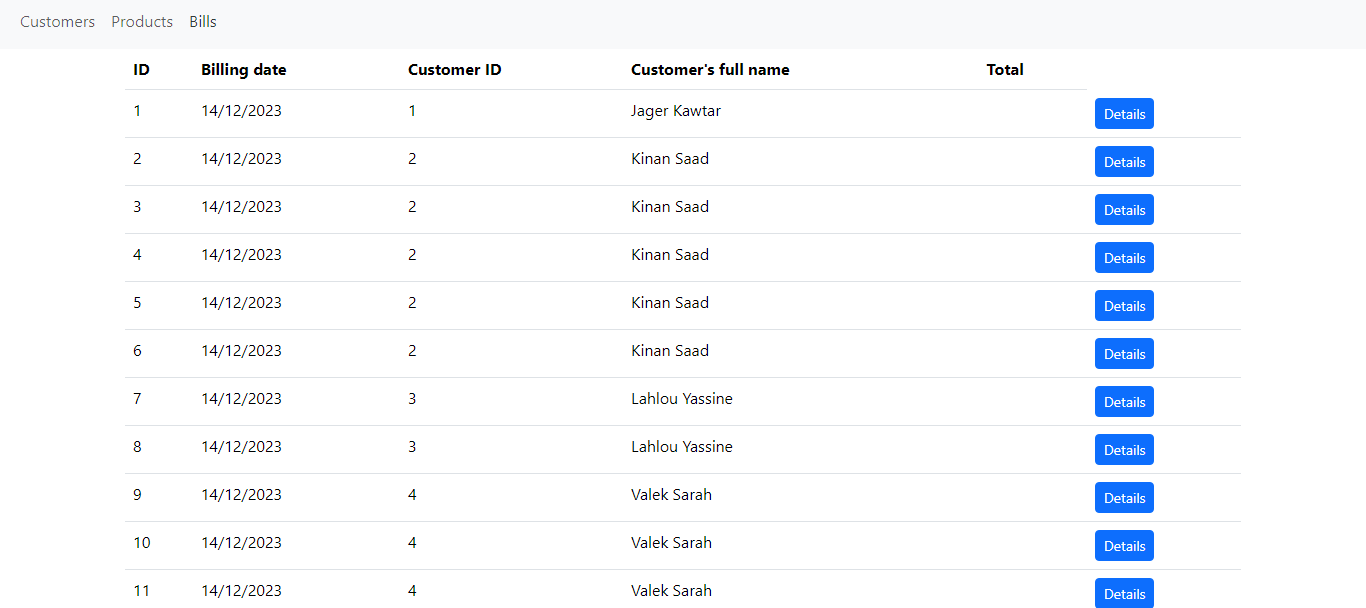 Customers Products Bills
ID Billing date Customer ID Customer's full name Total
1 14/12/2023 1 Jager Kawtar Details
2 14/12/2023 2 Kinan Saad Details
3 14/12/2023 2 Kinan Saad Details
4 14/12/2023 2 Kinan Saad Details
5 14/12/2023 2 Kinan Saad Details
6 14/12/2023 2 Kinan Saad Details
7 14/12/2023 3 Lahlou Yassine Details
8 14/12/2023 3 Lahlou Yassine Details
9 14/12/2023 4 Valek Sarah Details
10 14/12/2023 4 Valek Sarah Details
11 14/12/2023 4 Valek Sarah Details